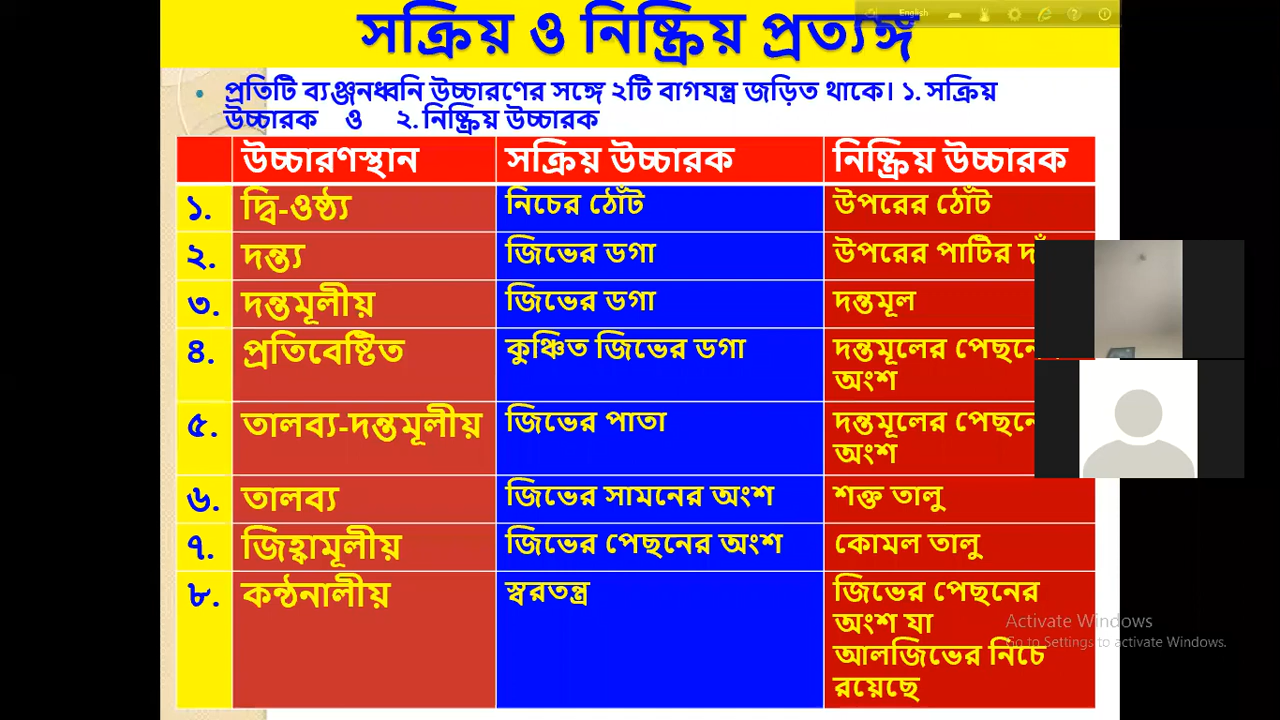 সক্রিয় ও নিষ্ক্রিয় প্রত্যঙ্গ
English
• প্রতিটি ব্যঞ্জনধ্বনি উচ্চারণের সঙ্গে ২টি বাগযন্ত্র জড়িত থাকে। ১. সক্রিয়
উচ্চারক ও ২. নিষ্ক্রিয় উচ্চারক
উচ্চারণস্থান সক্রিয় উচ্চারক নিষ্ক্রিয় উচ্চারক
১. দ্বি-ওষ্ঠ্য নিচের ঠোঁট উপরের ঠোঁট
২. দন্ত্য জিভের ডগা উপরের পাটির
৩. দন্তমূলীয় জিভের ডগা দন্তমূল
৪. প্রতিবেষ্টিত কুঞ্চিত জিভের ডগা দন্তমূলের
অংশ
৫. তালব্য-দন্তমূলীয় জিভের পাতা দন্তমূলের
অংশ
৬. তালব্য জিভের সামনের অংশ শক্ত তালু
৭. জিহ্বামূলীয় জিভের পেছনের অংশ কোমল তালু
৮. কন্ঠনালীয় স্বরতন্ত্র জিভের পেছনের
অংশ যা
আলজিভের নিচে
রয়েছে
Activate Windows
Go to Settings to activate Windows.